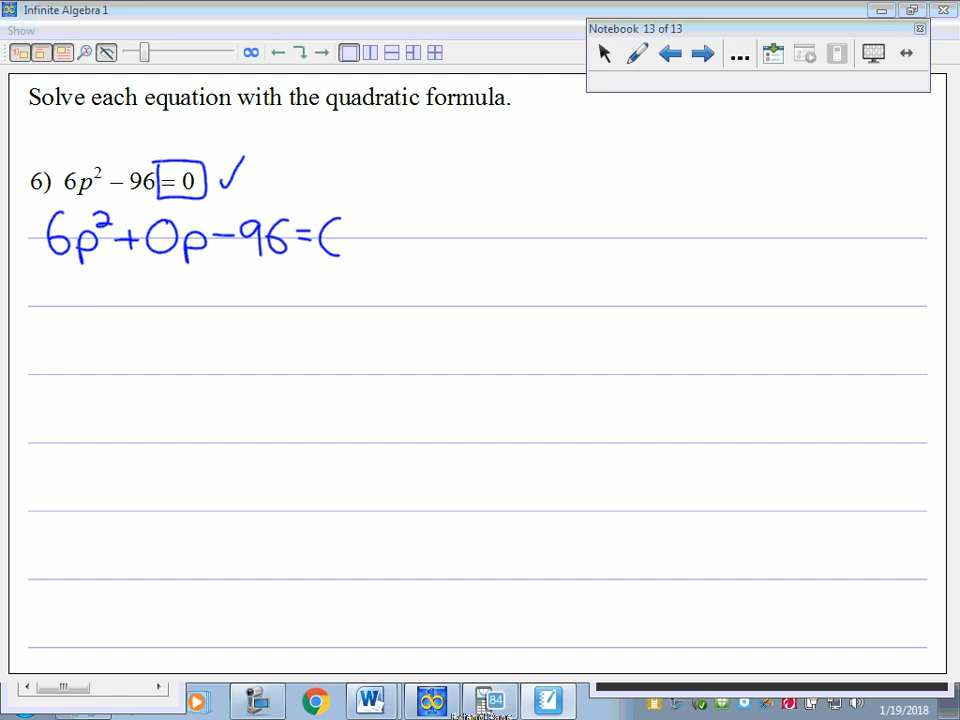 Infinite Algebra 1
Show
Notebook 13 of 13
Solve each equation with the quadratic formula.
6) 6p² – 96 = 0 ✓
6p² + 0p - 96 = (
84
1/19/2018